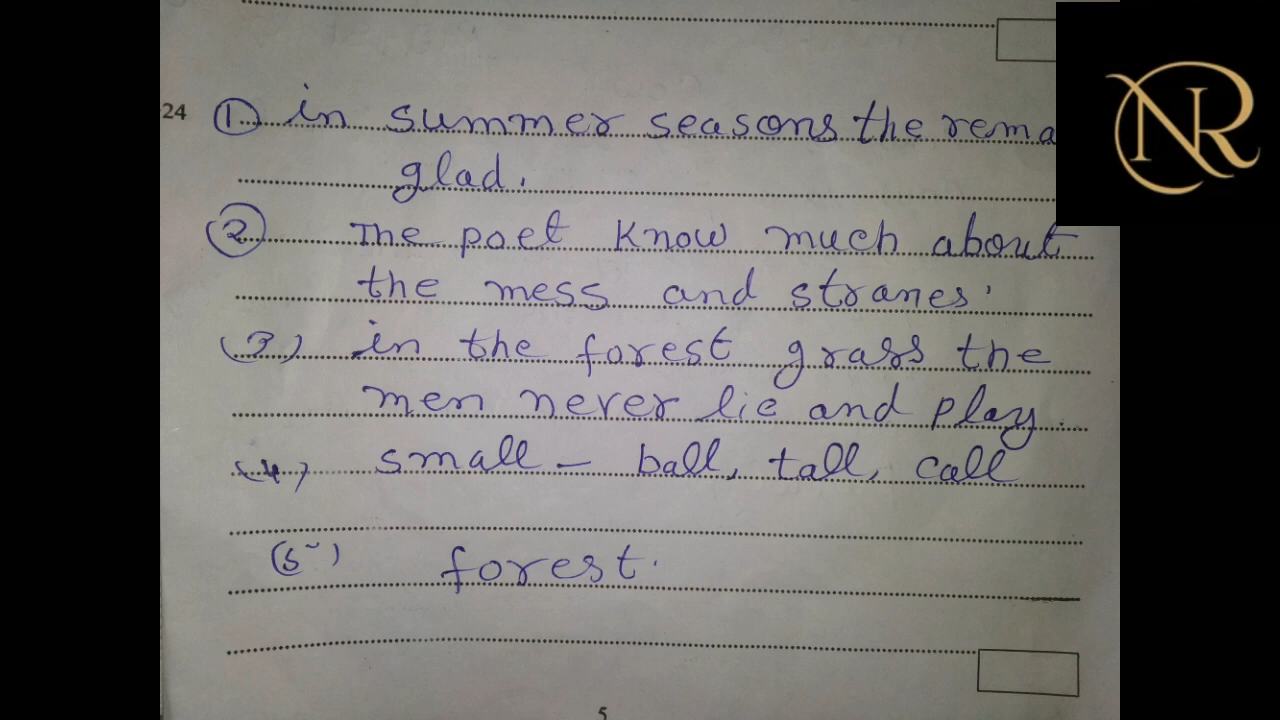 24 (1) in summer seasons the rema
glad.
(2) The poet know much about
the mess and stranes.
(3) in the forest grass the
men never lie and play.
(4) small - ball, tall, call
(5) forest.
5
NR